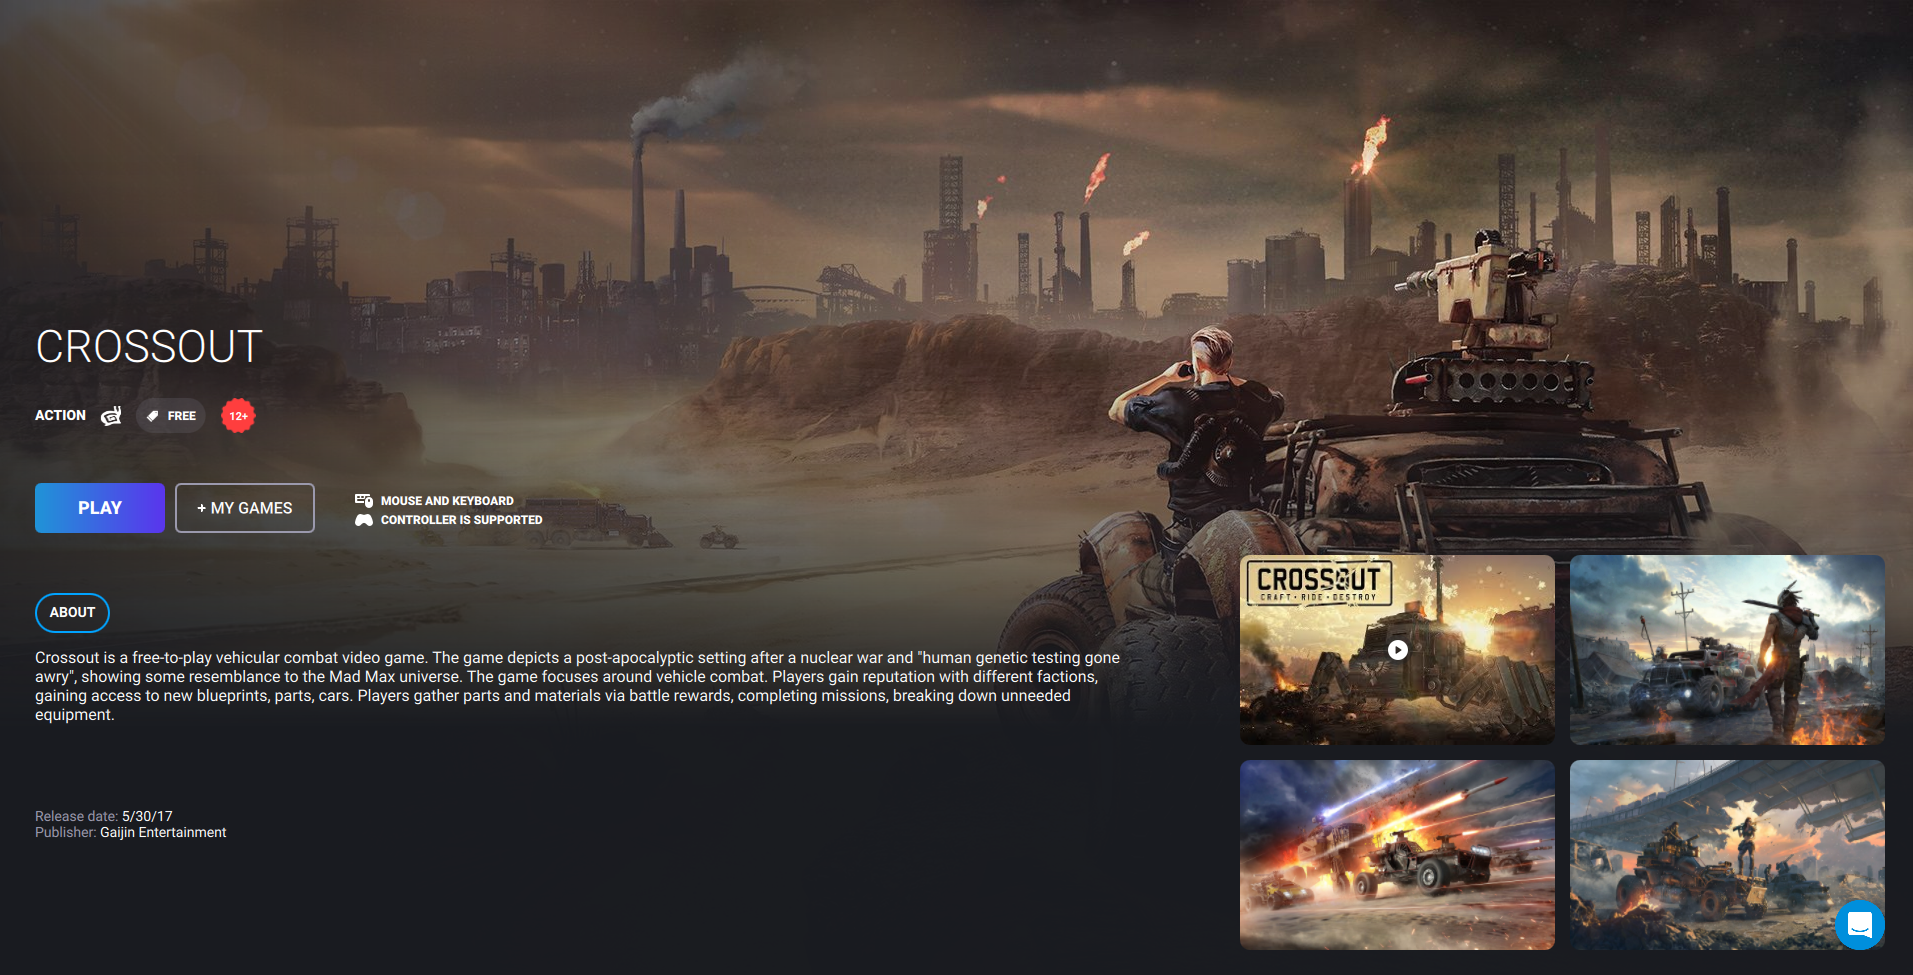 CROSSOUT
ACTION
FREE
12+
PLAY
+ MY GAMES
MOUSE AND KEYBOARD
CONTROLLER IS SUPPORTED
ABOUT
Crossout is a free-to-play vehicular combat video game. The game depicts a post-apocalyptic setting after a nuclear war and "human genetic testing gone
awry", showing some resemblance to the Mad Max universe. The game focuses around vehicle combat. Players gain reputation with different factions,
gaining access to new blueprints, parts, cars. Players gather parts and materials via battle rewards, completing missions, breaking down unneeded
equipment.
Release date: 5/30/17
Publisher: Gaijin Entertainment
CROSSOUT
CRAFT • RIDE • DESTROY